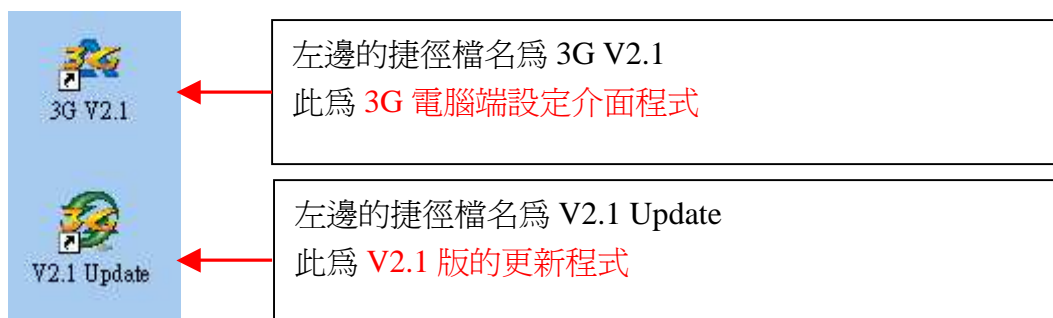 3G
3G V2.1
左邊的捷徑檔名為 3G V2.1
此為 3G 電腦端設定介面程式
3G
V2.1 Update
左邊的捷徑檔名為 V2.1 Update
此為 V2.1 版的更新程式